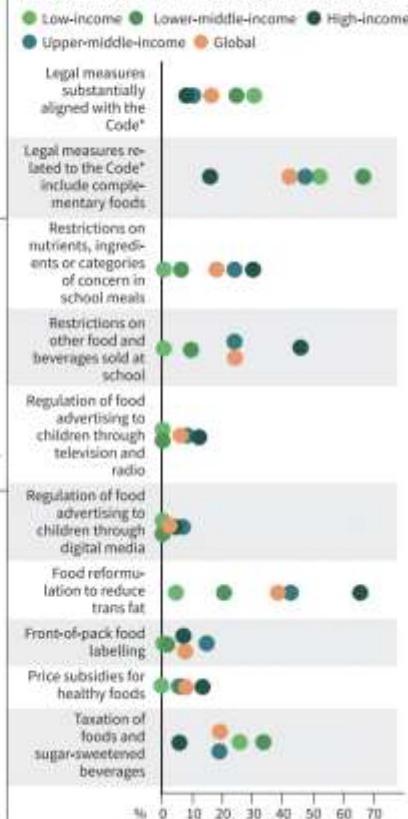 Low-income Lower-middle-income High-income
Upper-middle-income Global
Legal measures
substantially
aligned with the
Code*
Legal measures re-
lated to the Code*
include comple-
mentary foods
Restrictions on
nutrients, ingredi-
ents or categories
of concern in
school meals
Restrictions on
other food and
beverages sold at
school
Regulation of food
advertising to
children through
television and
radio
Regulation of food
advertising to
children through
digital media
Food reformu-
lation to reduce
trans fat
Front-of-pack food
labelling
Price subsidies for
healthy foods
Taxation of
foods and
sugar-sweetened
beverages
% 0 10 20 30 40 50 60 70